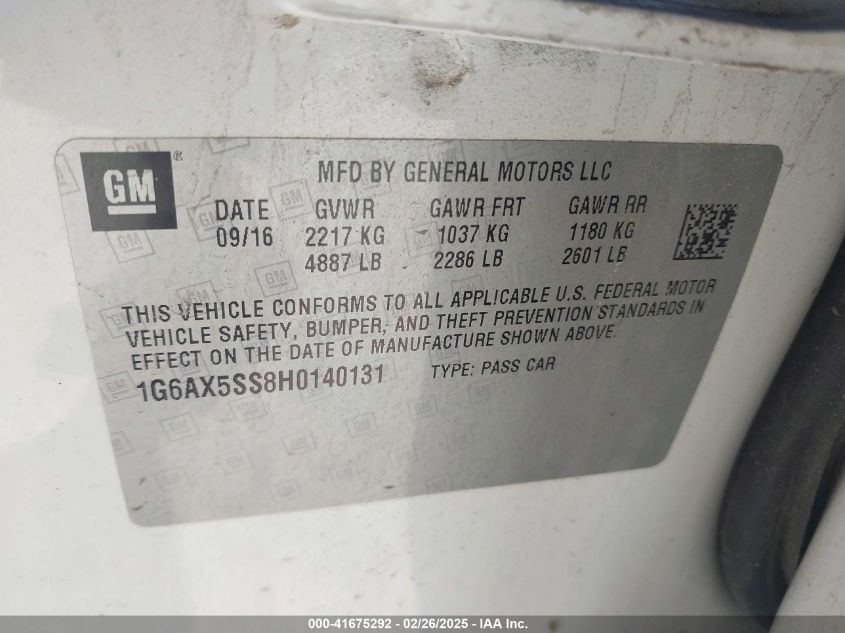 GM
MFD BY GENERAL MOTORS LLC
DATE GVWR GAWR FRT GAWR RR
09/16 2217 KG 1037 KG 1180 KG
4887 LB 2286 LB 2601 LB
THIS VEHICLE CONFORMS TO ALL APPLICABLE U.S. FEDERAL MOTOR
VEHICLE SAFETY, BUMPER, AND THEFT PREVENTION STANDARDS IN
EFFECT ON THE DATE OF MANUFACTURE SHOWN ABOVE.
1G6AX5SS8H0140131 TYPE: PASS CAR
000-41675292 - 02/26/2025 - IAA Inc.